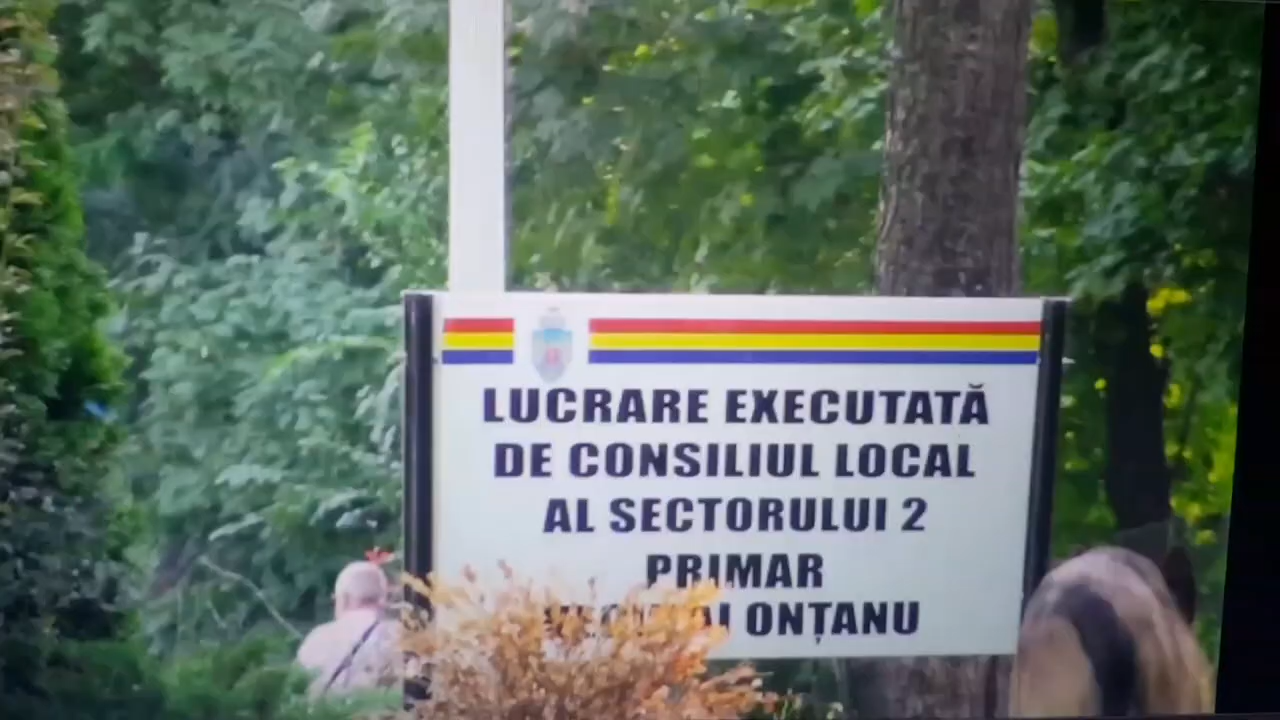 LUCRARE EXECUTATĂ
DE CONSILIUL LOCAL
AL SECTORULUI 2
PRIMAR
ONȚANU